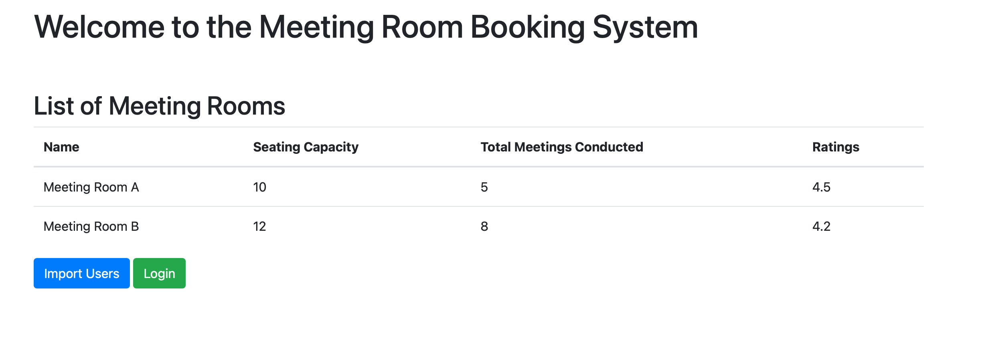 Welcome to the Meeting Room Booking System
List of Meeting Rooms
Name Seating Capacity Total Meetings Conducted Ratings
Meeting Room A 10 5 4.5
Meeting Room B 12 8 4.2
Import Users Login